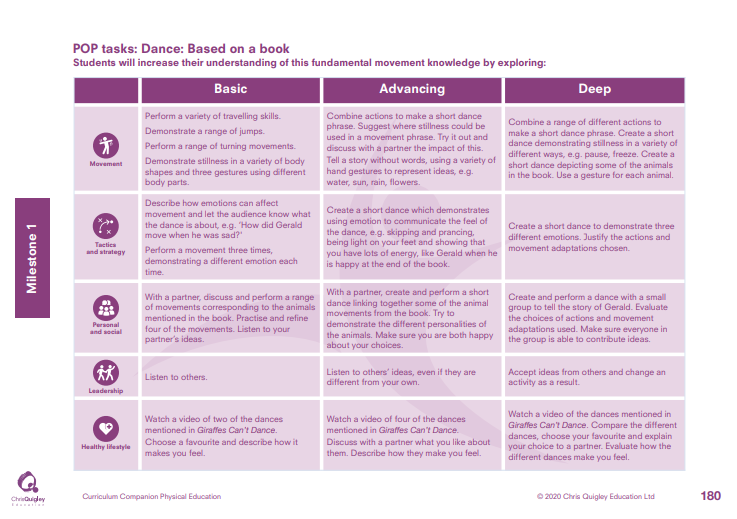 POP tasks: Dance: Based on a book
Students will increase their understanding of this fundamental movement knowledge by exploring:
Basic
Advancing
Deep
Movement
Perform a variety of travelling skills.
Demonstrate a range of jumps.
Perform a range of turning movements.
Demonstrate stillness in a variety of body
shapes and three gestures using different
body parts.
Combine actions to make a short dance
phrase. Suggest where stillness could be
used in a movement phrase. Try it out and
discuss with a partner the impact of this.
Tell a story without words, using a variety of
hand gestures to represent ideas, e.g.
water, sun, rain, flowers.
Combine a range of different actions to
make a short dance phrase. Create a short
dance demonstrating stillness in a variety of
different ways, e.g. pause, freeze. Create a
short dance depicting some of the animals
in the book. Use a gesture for each animal.
Milestone 1
Tactics
and strategy
Describe how emotions can affect
movement and let the audience know what
the dance is about, e.g. 'How did Gerald
move when he was sad?'
Perform a movement three times,
demonstrating a different emotion each
time.
Create a short dance which demonstrates
using emotion to communicate the feel of
the dance, e.g. skipping and prancing,
being light on your feet and showing that
you have lots of energy, like Gerald when he
is happy at the end of the book.
Create a short dance to demonstrate three
different emotions. Justify the actions and
movement adaptations chosen.
Personal
and social
With a partner, discuss and perform a range
of movements corresponding to the animals
mentioned in the book. Practise and refine
four of the movements. Listen to your
partner's ideas.
With a partner, create and perform a short
dance linking together some of the animal
movements from the book. Try to
demonstrate the different personalities of
the animals. Make sure you are both happy
about your choices.
Create and perform a dance with a small
group to tell the story of Gerald. Evaluate
the choices of actions and movement
adaptations used. Make sure everyone in
the group is able to contribute ideas.
Leadership
Listen to others.
Listen to others' ideas, even if they are
different from your own.
Accept ideas from others and change an
activity as a result.
Healthy lifestyle
Watch a video of two of the dances
mentioned in Giraffes Can't Dance.
Choose a favourite and describe how it
makes you feel.
Watch a video of four of the dances
mentioned in Giraffes Can't Dance.
Discuss with a partner what you like about
them. Describe how they make you feel.
Watch a video of the dances mentioned in
Giraffes Can't Dance. Compare the different
dances, choose your favourite and explain
your choice to a partner. Evaluate how the
different dances make you feel.
ChrisQuigley
Education
Curriculum Companion Physical Education
© 2020 Chris Quigley Education Ltd
180